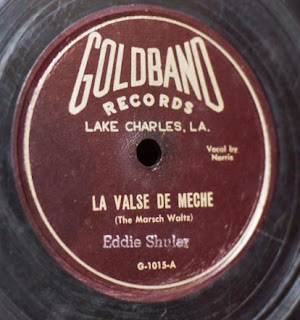 GOLDBAND
RECORDS
LAKE CHARLES, LA.
Vocal by
Norris
LA VALSE DE MECHE
(The Marsch Waltz)
Eddie Shuler
G-1015-A